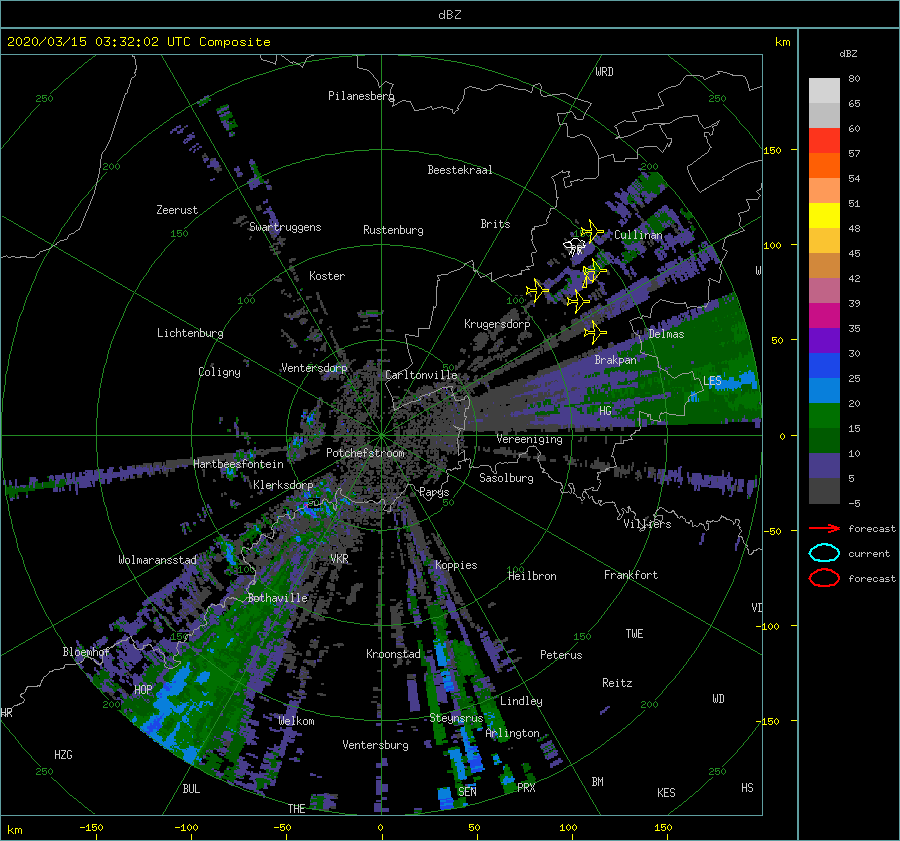 dBZ
2020/03/15 03:32:02 UTC Composite
km
dBZ
80
65
60
57
54
51
48
45
42
39
35
30
25
20
15
10
5
-5
forecast
current
forecast
WRD
250
Pilanesberg
250
150
200
Beestekraal
200
Zeerust
150
Swartruggens
Rustenburg
Brits
Cullinan
100
W
Koster
100
100
Lichtenburg
Krugersdorp
Delmas
50
Brakpan
Coligny
Ventersdorp
Carltonville
50
LES
HG
0
Vereeniging
Potchefstroom
Hartbeesfontein
Sasolburg
Klerksdorp
Parys
50
50
Villiers
-50
Wolmaransstad
VKR
Koppies
100
100
Heilbron
Frankfort
Bothaville
VD
-100
150
150
TWE
Bloemhof
Kroonstad
Peterus
HOP
Reitz
200
200
WD
HR
Lindley
Welkom
Steynsrus
-150
Arlington
HZG
Ventersburg
250
250
BUL
SEN
PRX
BM
KES
HS
THE
km
-150
-100
-50
0
50
100
150